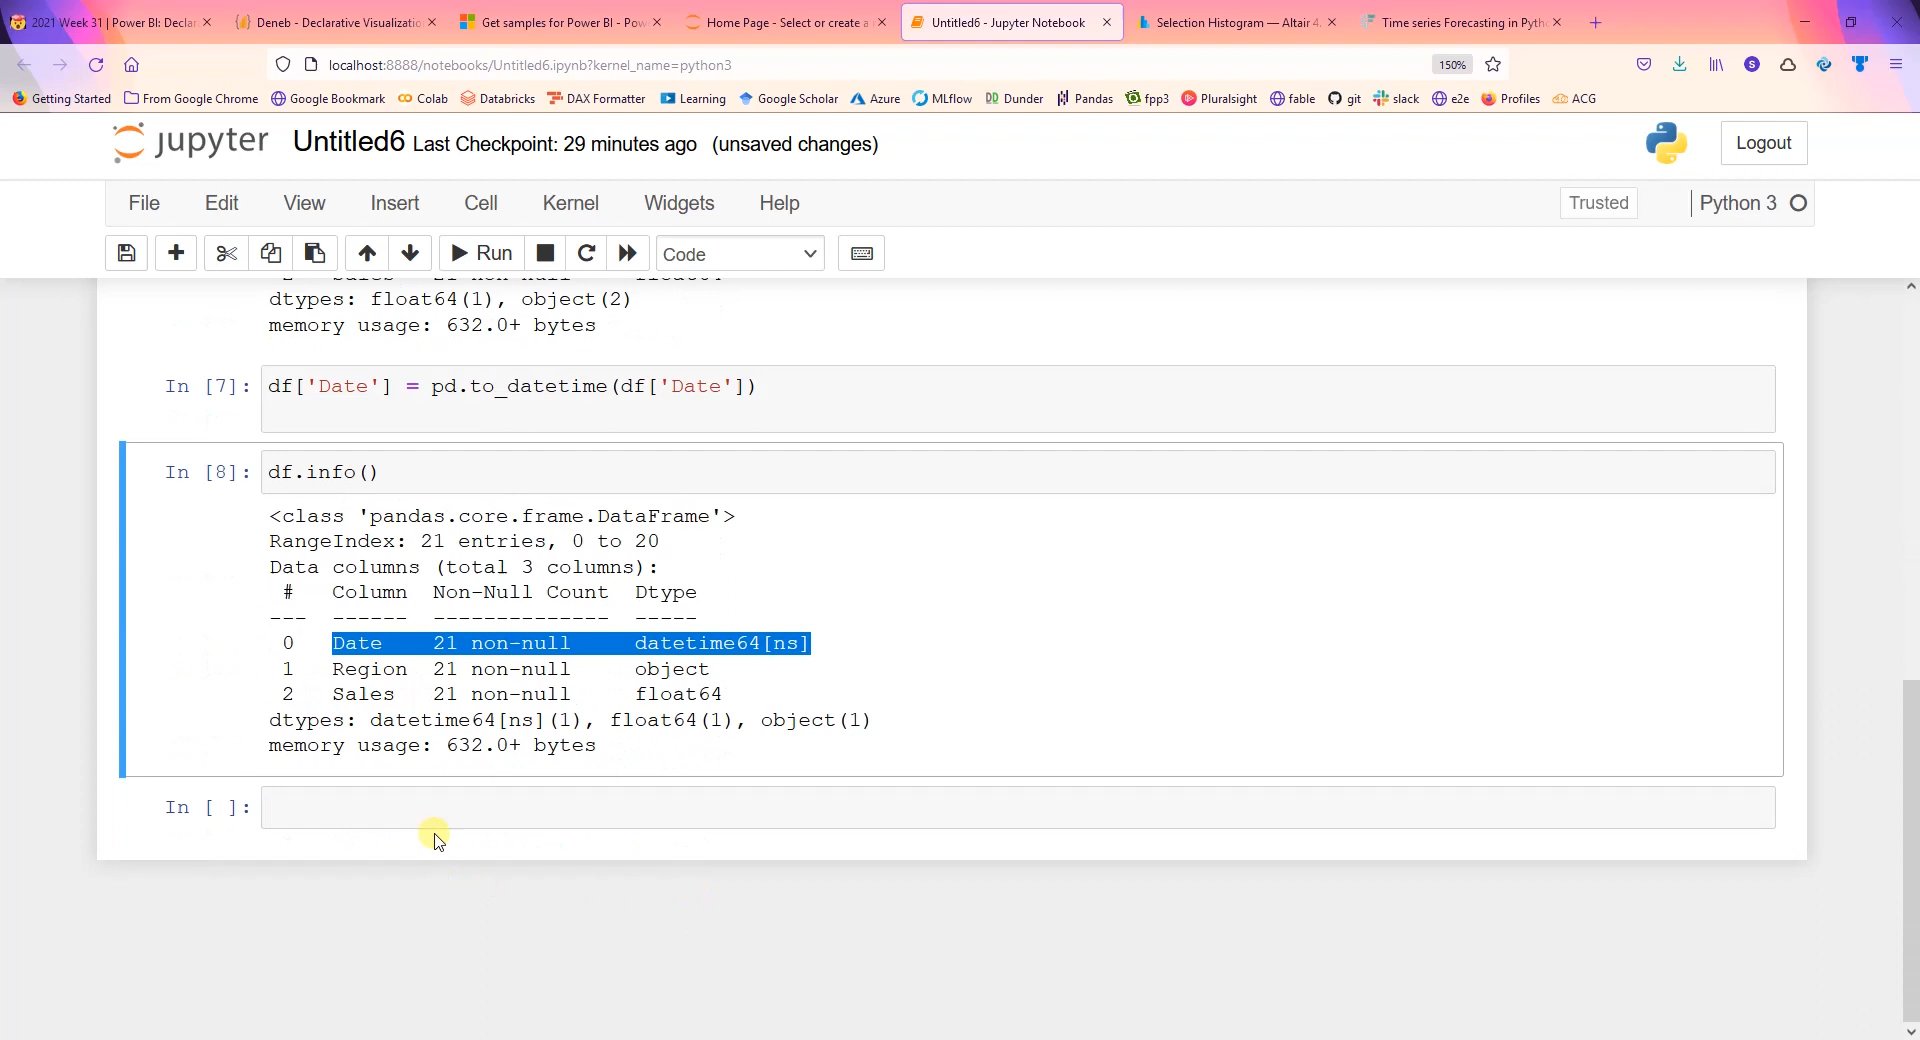 2021 Week 31 | Power BI: Declar
Deneb - Declarative Visualizatio
Get samples for Power BI - Pow
Home Page - Select or create a
Untitled6 - Jupyter Notebook
Selection Histogram — Altair 4.
Time series Forecasting in Pyth
localhost:8888/notebooks/Untitled6.ipynb?kernel_name=python3
150%
Getting Started
From Google Chrome
Google Bookmark
Colab
Databricks
DAX Formatter
Learning
Google Scholar
Azure
MLflow
Dunder
Pandas
fpp3
Pluralsight
fable
git
slack
e2e
Profiles
ACG
jupyter Untitled6 Last Checkpoint: 29 minutes ago (unsaved changes)
Logout
File Edit View Insert Cell Kernel Widgets Help
Trusted
Python 3
Run
Code
dtypes: float64(1), object(2)
memory usage: 632.0+ bytes
In [7]: df['Date'] = pd.to_datetime(df['Date'])
In [8]: df.info()
<class 'pandas.core.frame.DataFrame'>
RangeIndex: 21 entries, 0 to 20
Data columns (total 3 columns):
# Column Non-Null Count Dtype
--- ------ -------------- -----
0 Date 21 non-null datetime64[ns]
1 Region 21 non-null object
2 Sales 21 non-null float64
dtypes: datetime64[ns](1), float64(1), object(1)
memory usage: 632.0+ bytes
In [ ]: